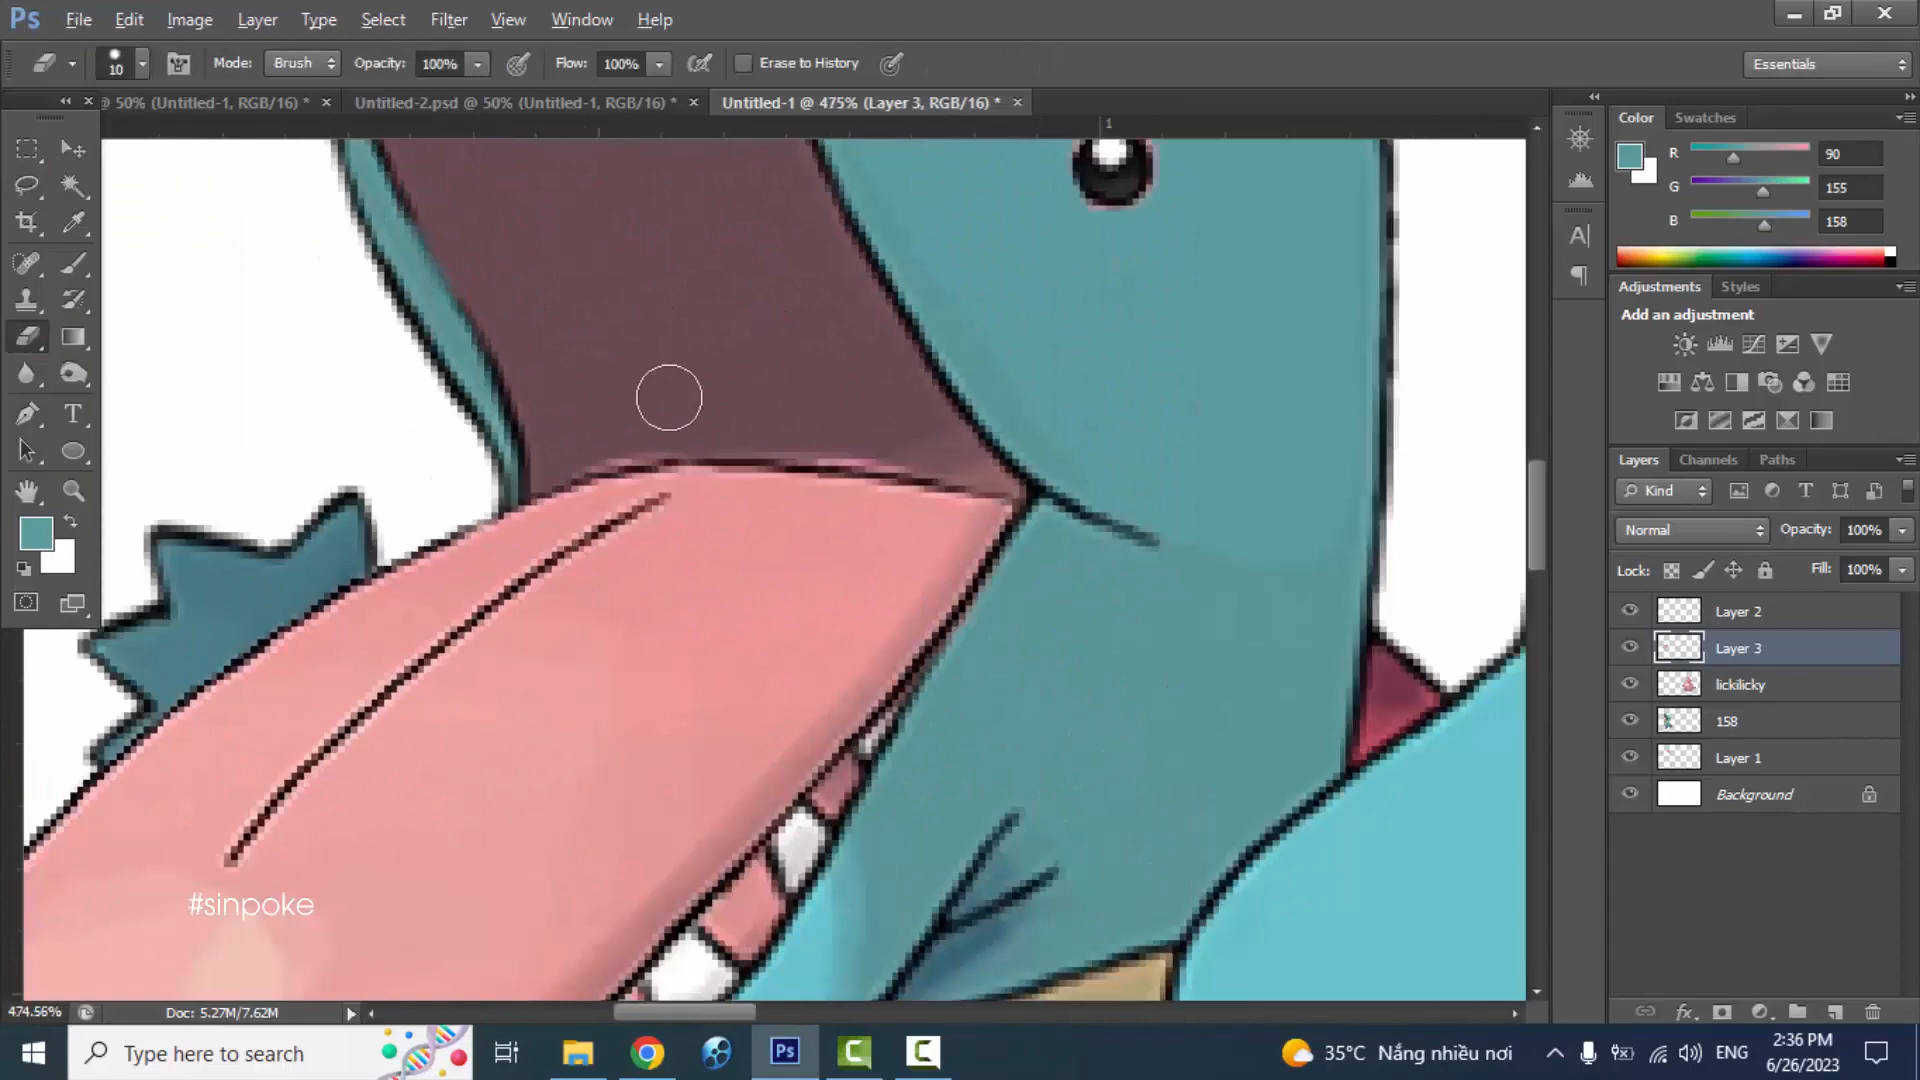 Ps File Edit Image Layer Type Select Filter View Window Help
10 Mode: Brush Opacity: 100% Flow: 100% Erase to History Essentials
@ 50% (Untitled-1, RGB/16) * × Untitled-2.psd @ 50% (Untitled-1, RGB/16) * × Untitled-1 @ 475% (Layer 3, RGB/16) * ×
1
Color Swatches
R 90
G 155
B 158
Adjustments Styles
Add an adjustment
Layers Channels Paths
Kind
Normal Opacity: 100%
Lock: Fill: 100%
Layer 2
Layer 3
lickilicky
158
Layer 1
Background
#sinpoke
474.56% Doc: 5.27M/7.62M
Type here to search
Ps
35°C Nắng nhiều nơi ENG
2:36 PM
6/26/2023